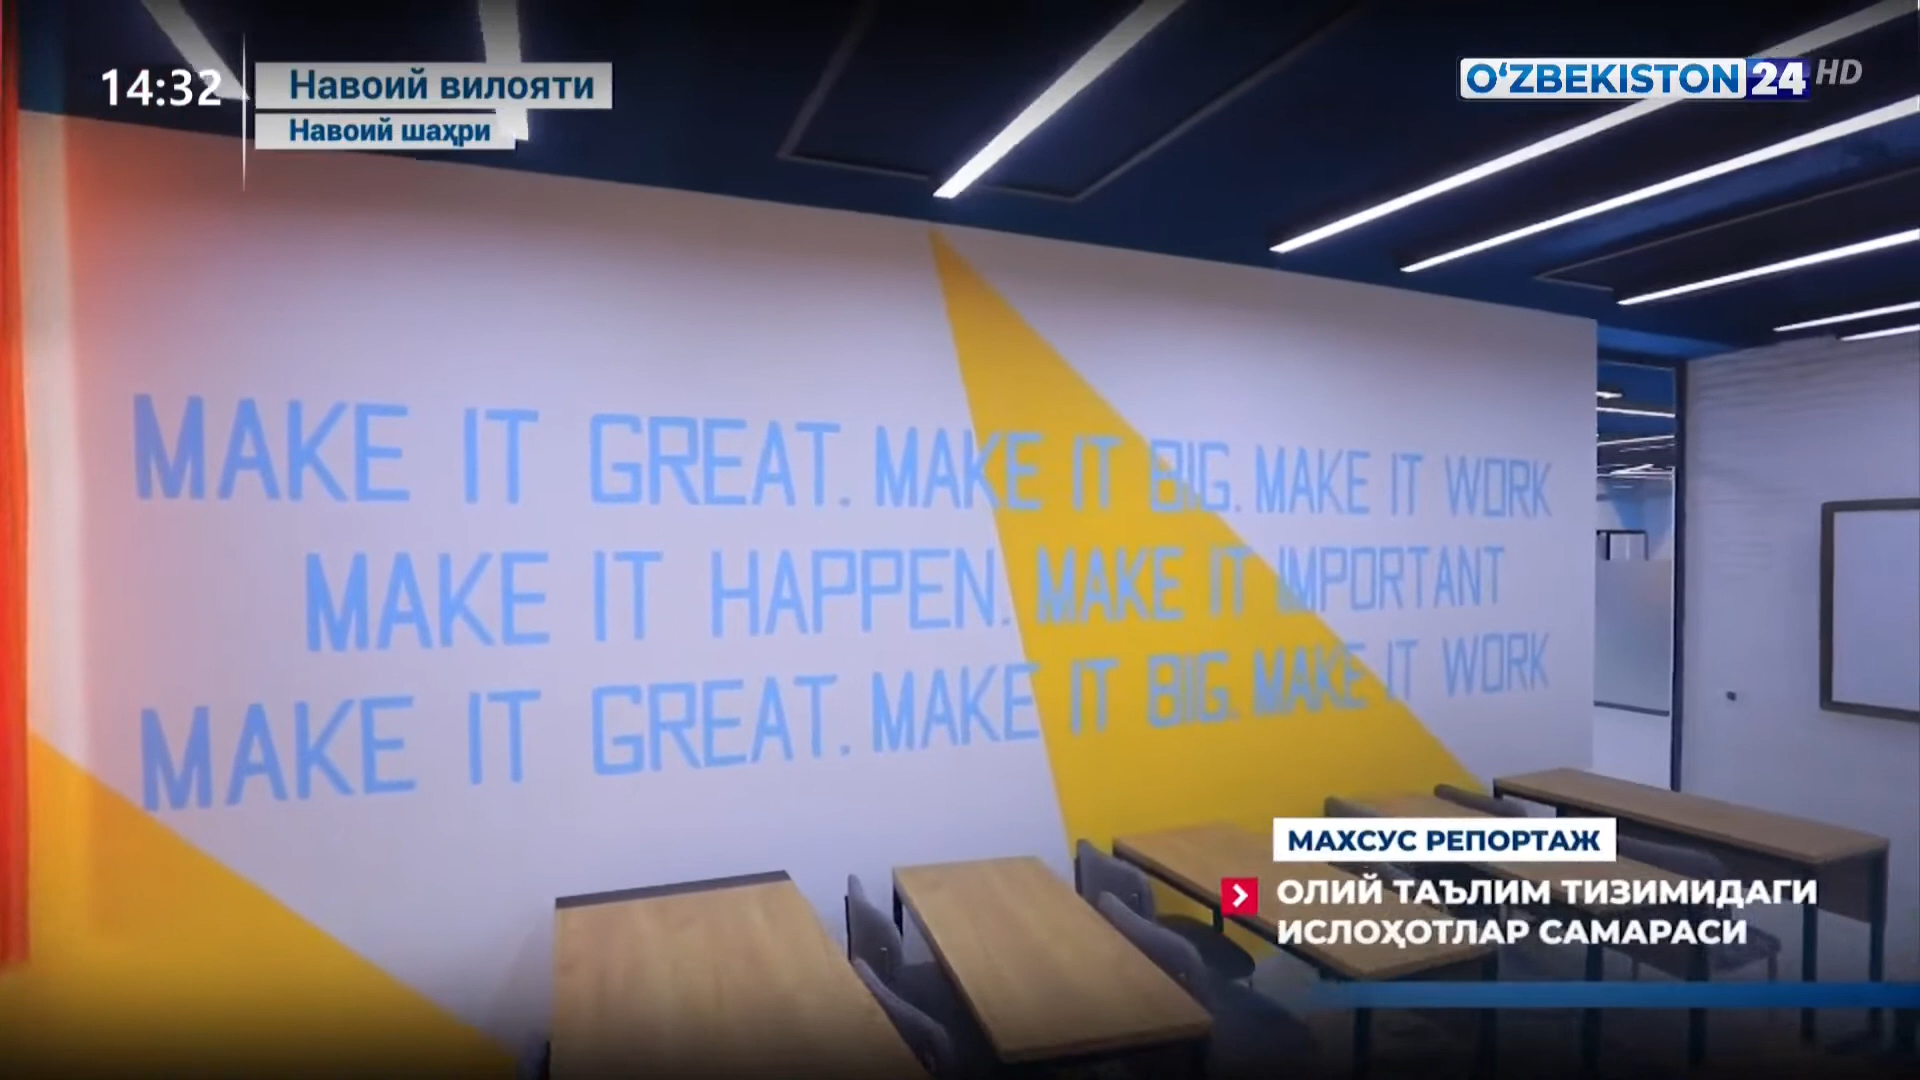 14:32
Навоий вилояти
Навоий шаҳри
O‘ZBEKISTON 24 HD
MAKE IT GREAT. MAKE IT BIG. MAKE IT WORK
MAKE IT HAPPEN. MAKE IT IMPORTANT
MAKE IT GREAT. MAKE IT BIG. MAKE IT WORK
МАХСУС РЕПОРТАЖ
ОЛИЙ ТАЪЛИМ ТИЗИМИДАГИ
ИСЛОҲОТЛАР САМАРАСИ